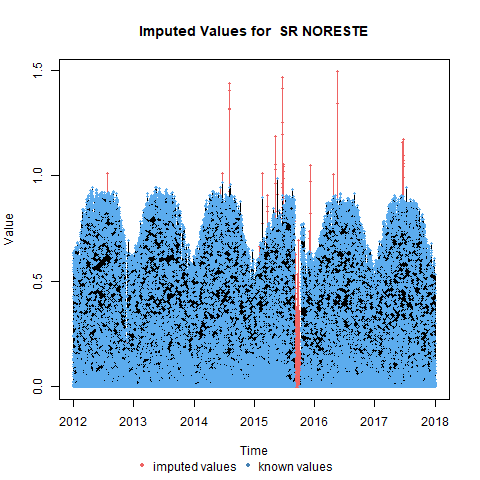 Imputed Values for  SR NORESTE
1.5
1.0
0.5
0.0
Value
2012 2013 2014 2015 2016 2017 2018
Time
imputed values known values